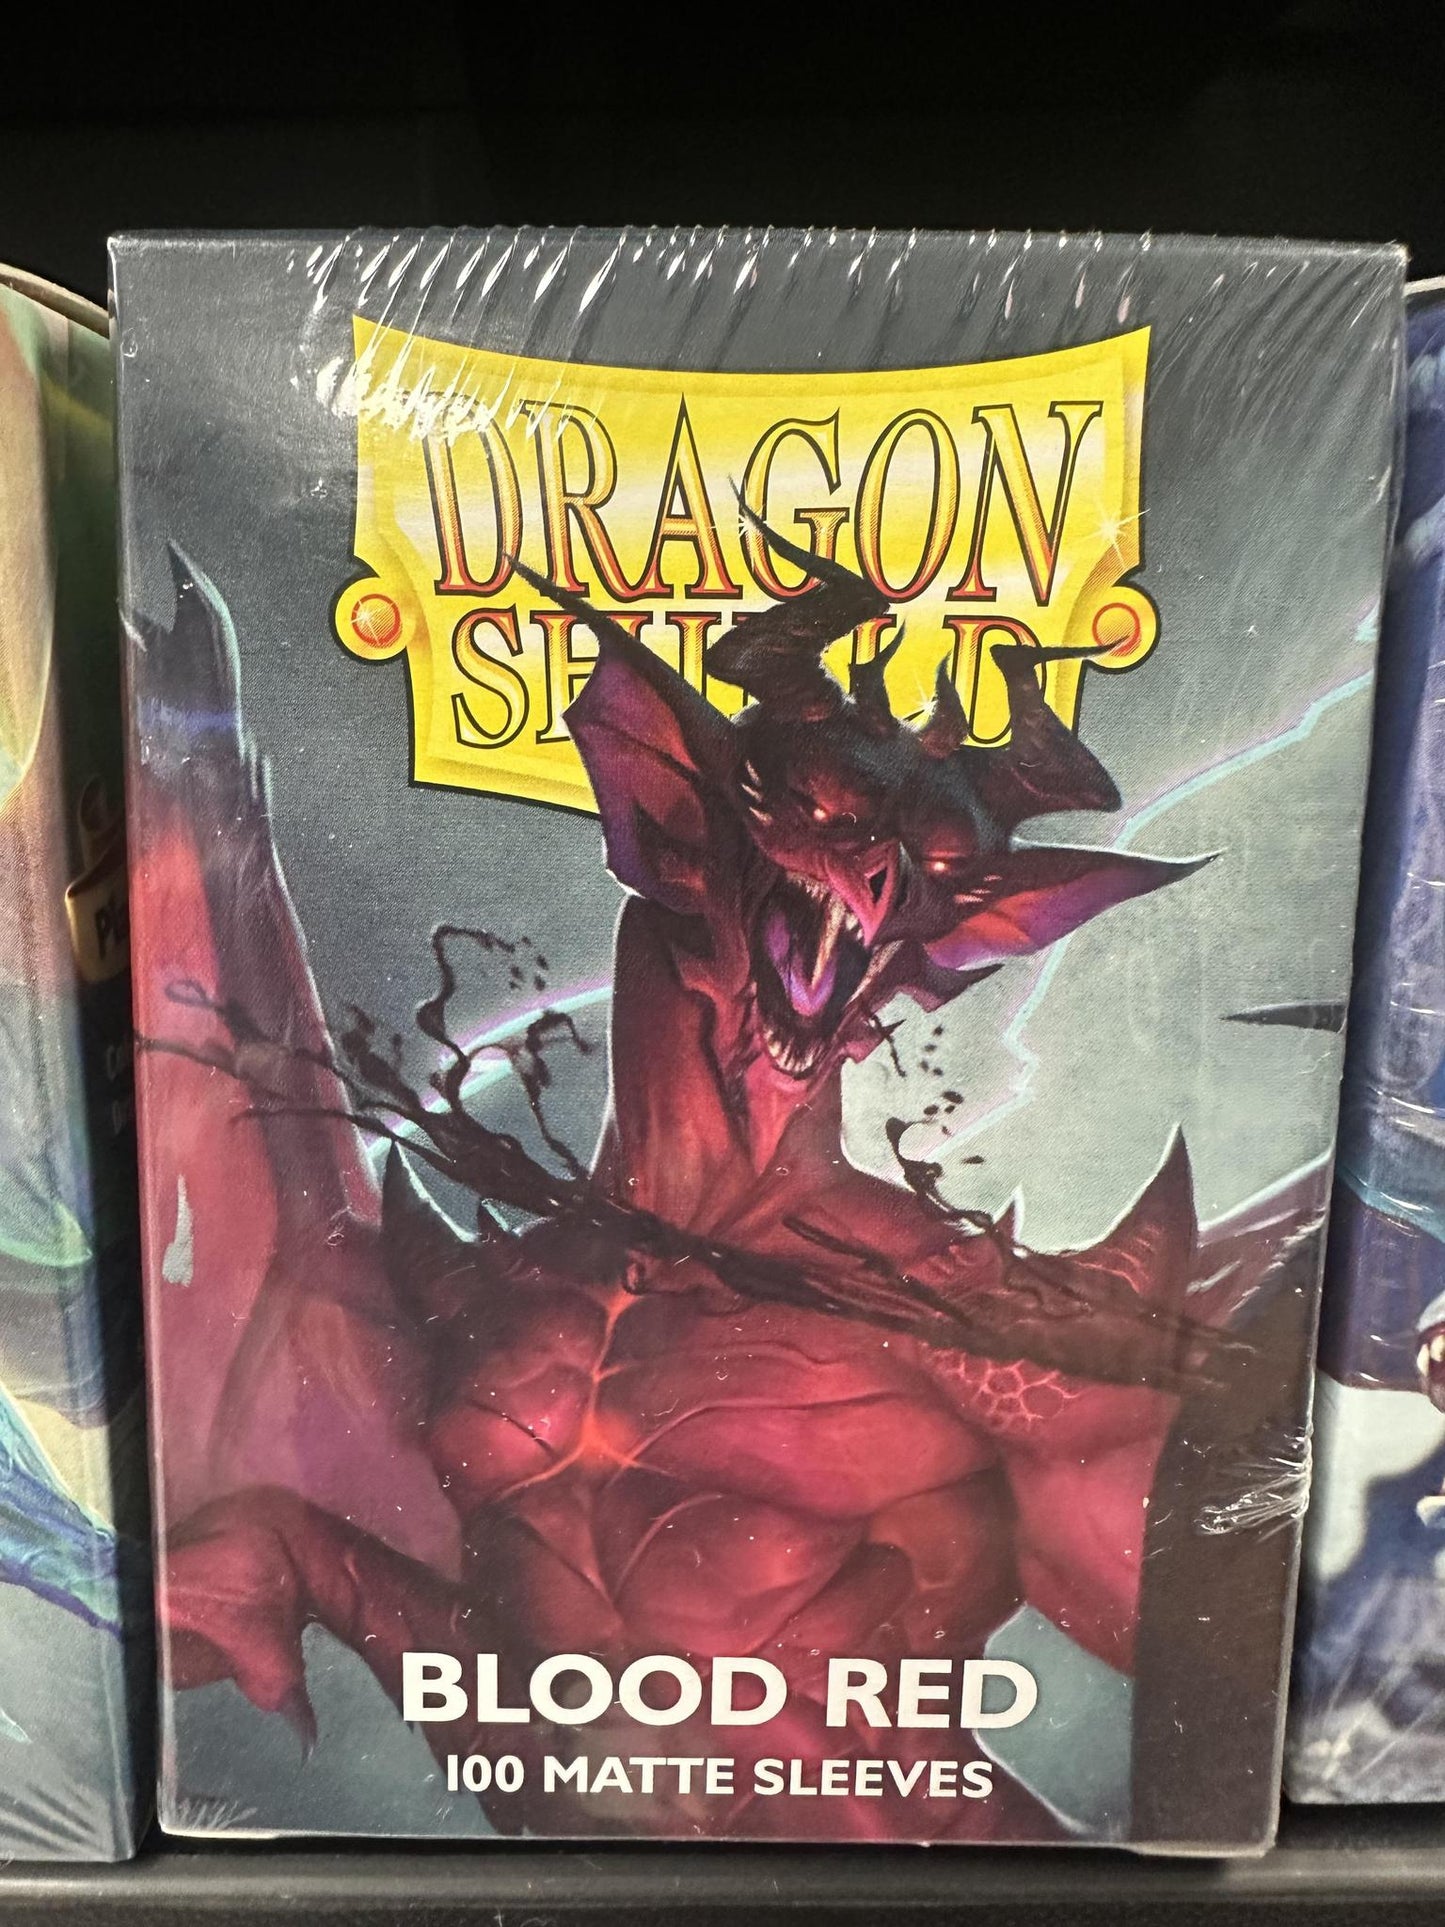 DRAGON
SHIELD
BLOOD RED
100 MATTE SLEEVES